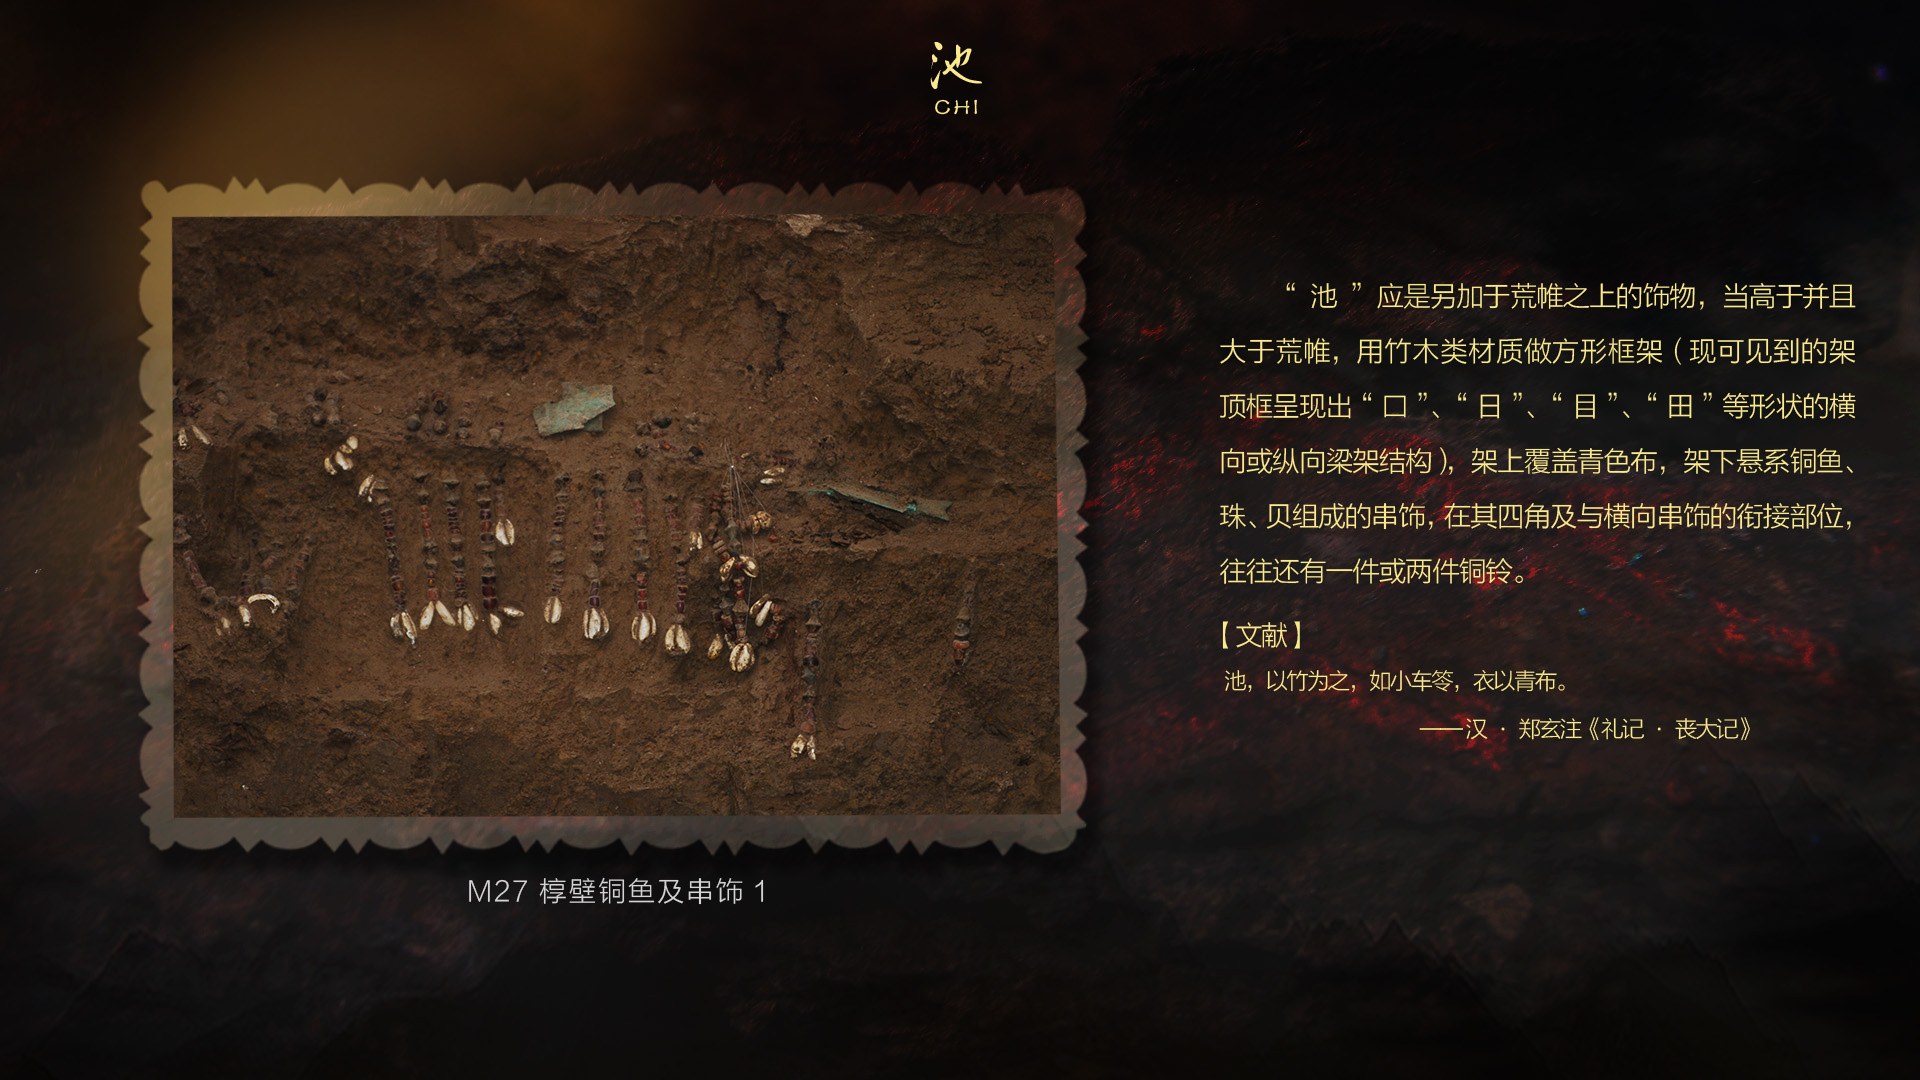 池
CHI
“ 池 ”应是另加于荒帷之上的饰物，当高于并且
大于荒帷，用竹木类材质做方形框架（现可见到的架
顶框呈现出“ 口 ”、“ 日 ”、“ 目 ”、“ 田 ”等形状的横
向或纵向梁架结构），架上覆盖青色布，架下悬系铜鱼、
珠、贝组成的串饰，在其四角及与横向串饰的衔接部位，
往往还有一件或两件铜铃。
【文献】
池，以竹为之，如小车笭，衣以青布。
——汉 · 郑玄注《礼记 · 丧大记》
M27 椁壁铜鱼及串饰 1